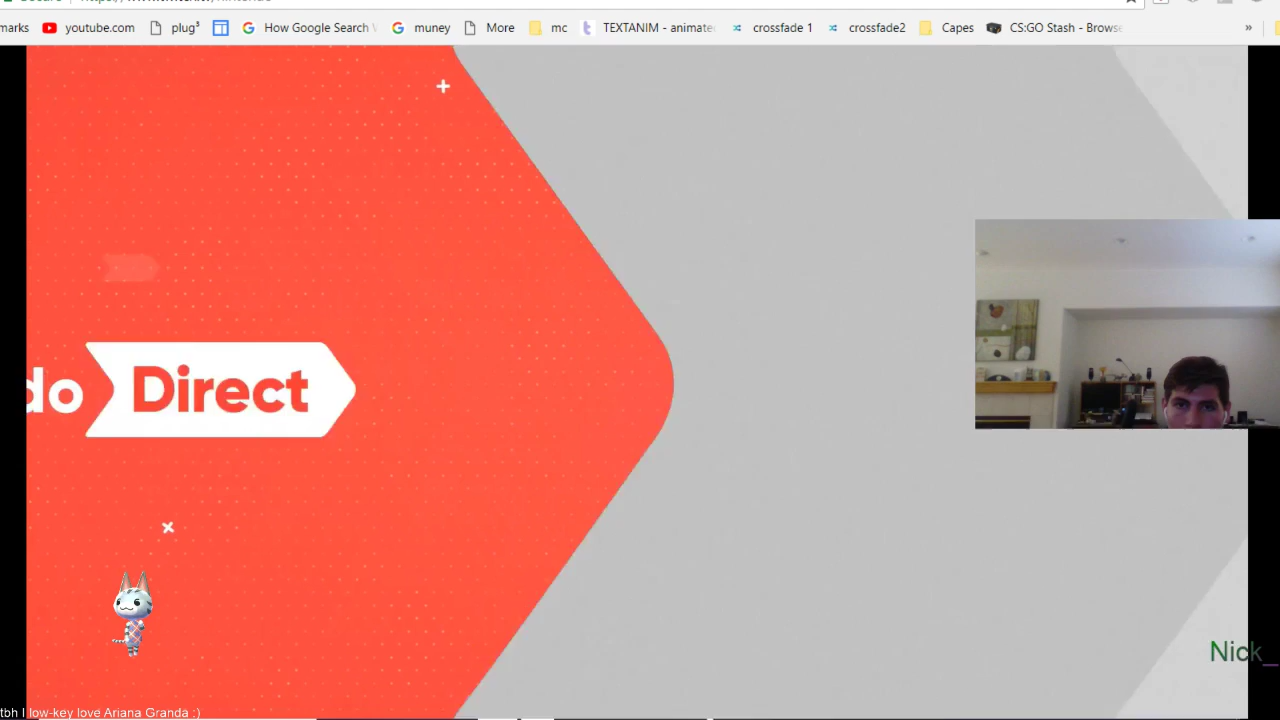 marks youtube.com plug³ How Google Search muney More mc TEXTANIM - animate crossfade 1 crossfade2 Capes CS:GO Stash - Browse »
do Direct
Nick_
tbh I low-key love Ariana Granda :)